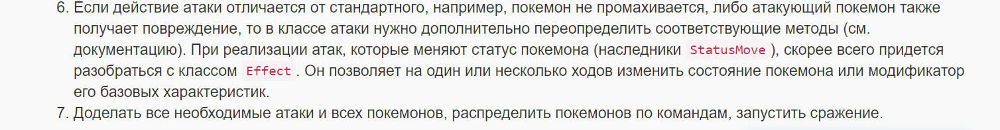 6. Если действие атаки отличается от стандартного, например, покемон не промахивается, либо атакующий покемон также
получает повреждение, то в классе атаки нужно дополнительно переопределить соответствующие методы (см.
документацию). При реализации атак, которые меняют статус покемона (наследники StatusMove), скорее всего придется
разобраться с классом Effect. Он позволяет на один или несколько ходов изменить состояние покемона или модификатор
его базовых характеристик.
7. Доделать все необходимые атаки и всех покемонов, распределить покемонов по командам, запустить сражение.